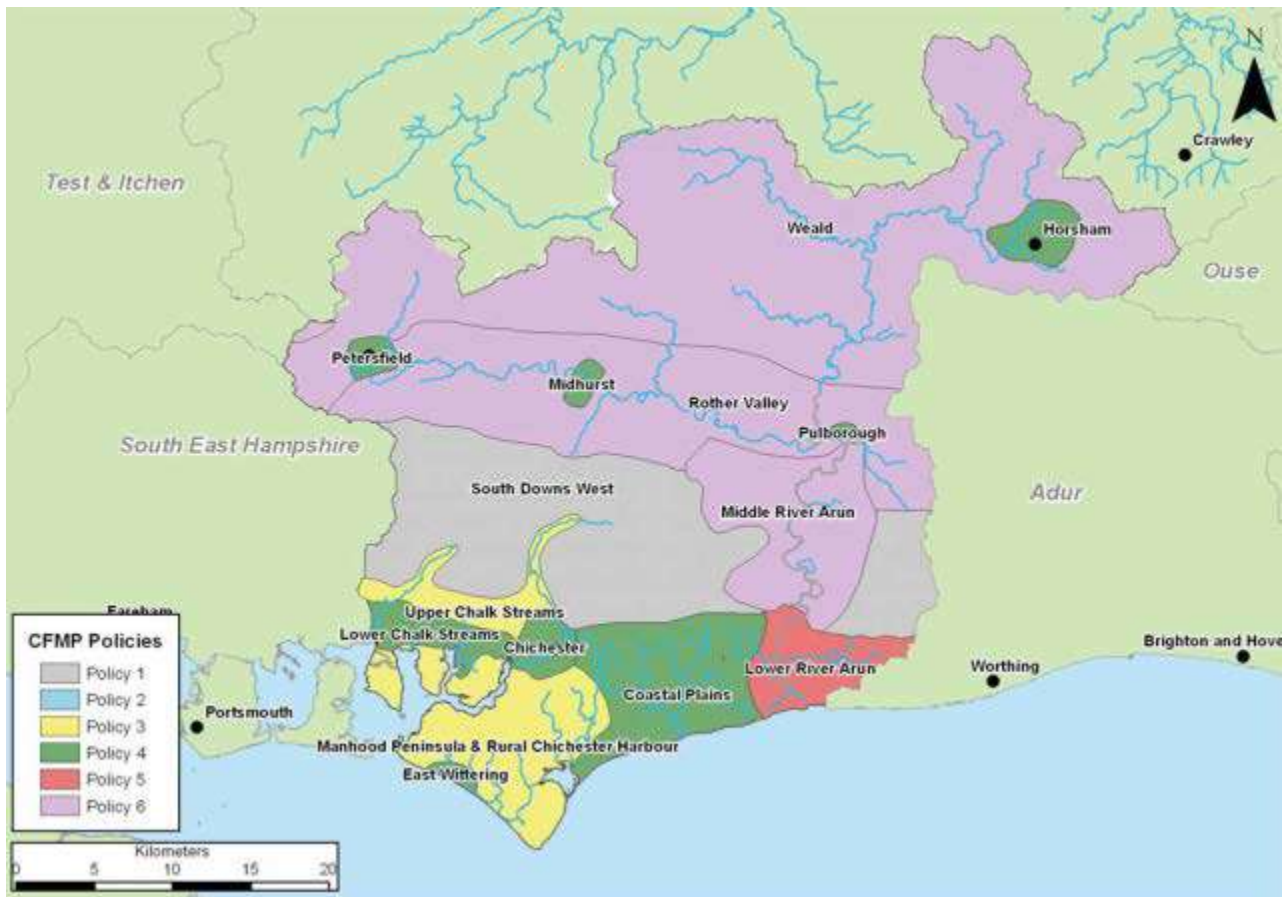 N
Crawley
Test & Itchen
Weald
Horsham
Ouse
Petersfield
Midhurst
Rother Valley
Pulborough
South East Hampshire
South Downs West
Adur
Middle River Arun
Upper Chalk Streams
Fareham
Lower Chalk Streams
Chichester
Brighton and Hove
Lower River Arun
Worthing
Coastal Plains
Portsmouth
Manhood Peninsula & Rural Chichester Harbour
East Wittering
CFMP Policies
Policy 1
Policy 2
Policy 3
Policy 4
Policy 5
Policy 6
Kilometers
0 5 10 15 20